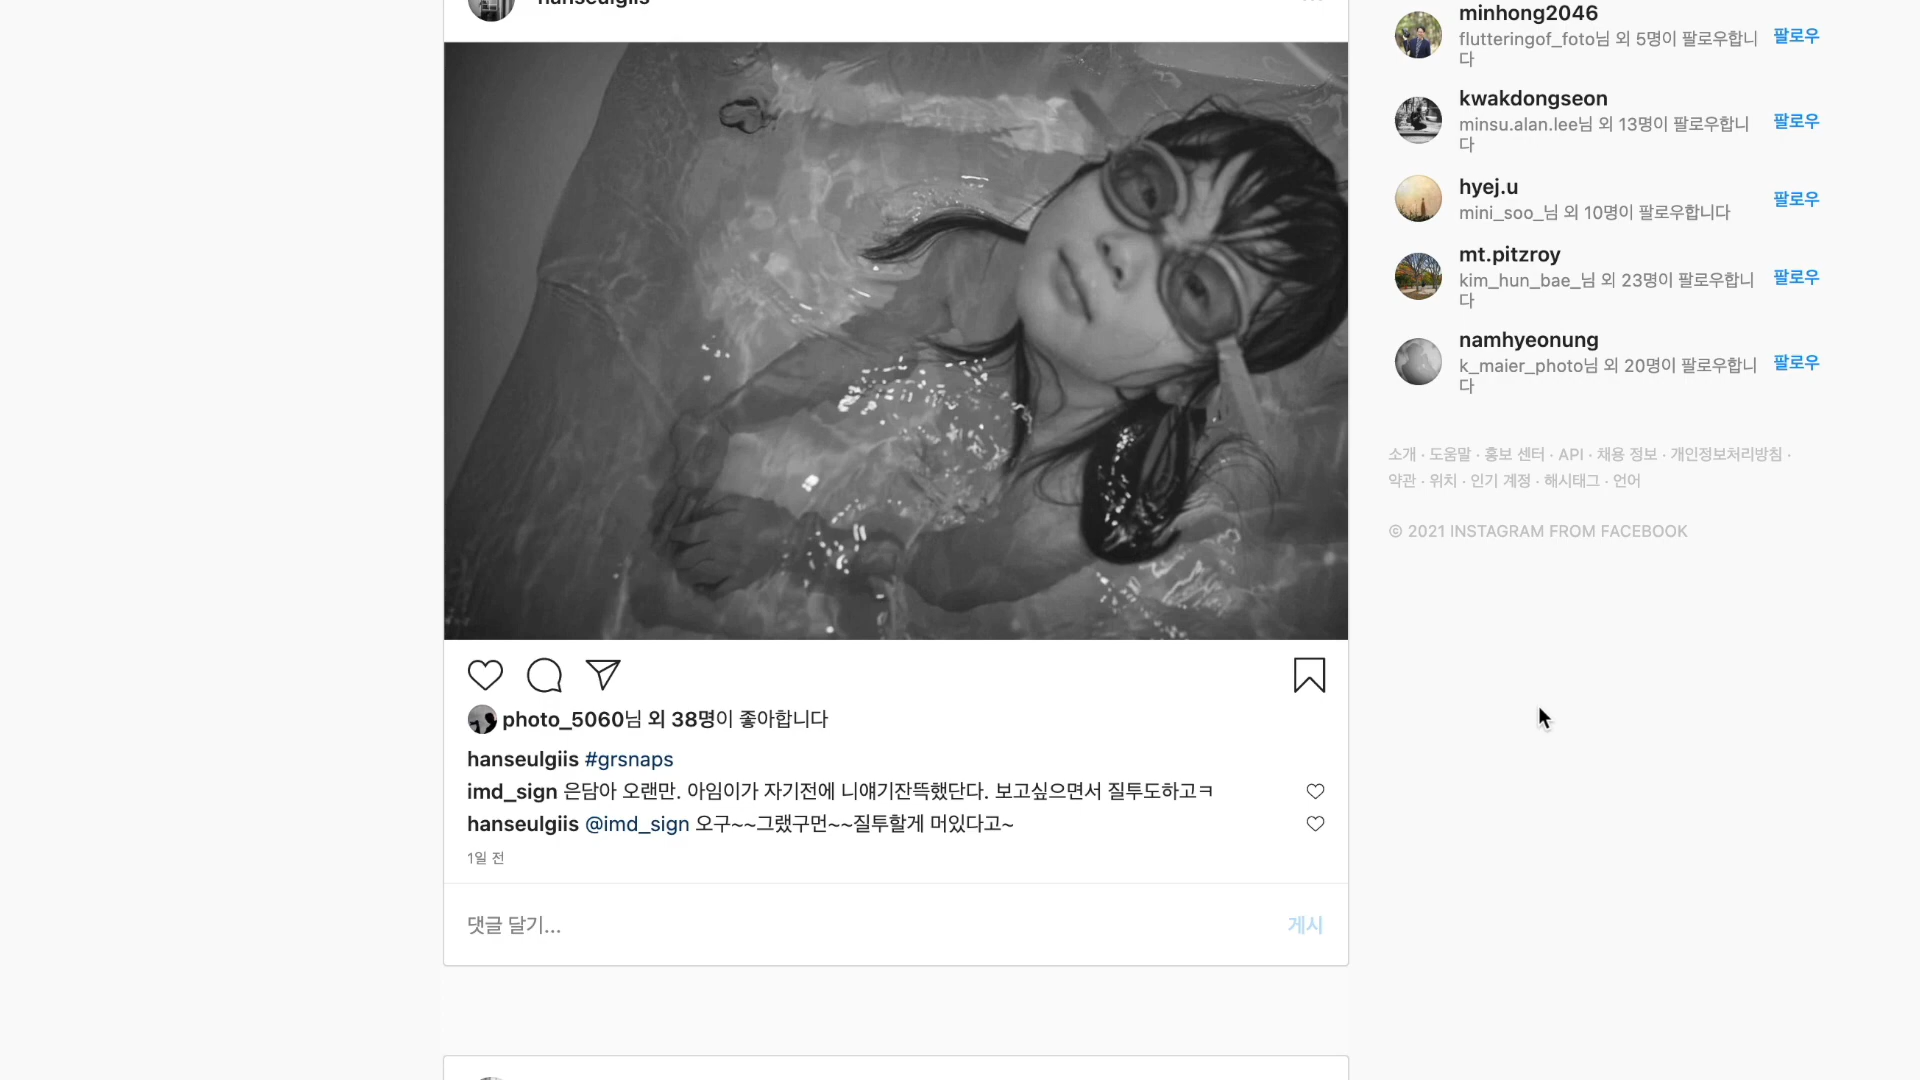 minhong2046
flutteringof_foto님 외 5명이 팔로우합니
다
팔로우
kwakdongseon
minsu.alan.lee님 외 13명이 팔로우합니
다
팔로우
hyej.u
mini_soo_님 외 10명이 팔로우합니다
팔로우
mt.pitzroy
kim_hun_bae_님 외 23명이 팔로우합니
다
팔로우
namhyeonung
k_maier_photo님 외 20명이 팔로우합니
다
팔로우
소개 · 도움말 · 홍보 센터 · API · 채용 정보 · 개인정보처리방침 ·
약관 · 위치 · 인기 계정 · 해시태그 · 언어
© 2021 INSTAGRAM FROM FACEBOOK
photo_5060님 외 38명이 좋아합니다
hanseulgiis #grsnaps
imd_sign 은담아 오랜만. 아임이가 자기전에 니얘기잔뜩했단다. 보고싶으면서 질투도하고ㅋ
hanseulgiis @imd_sign 오구~~그랬구먼~~질투할게 머있다고~
1일 전
댓글 달기...
게시